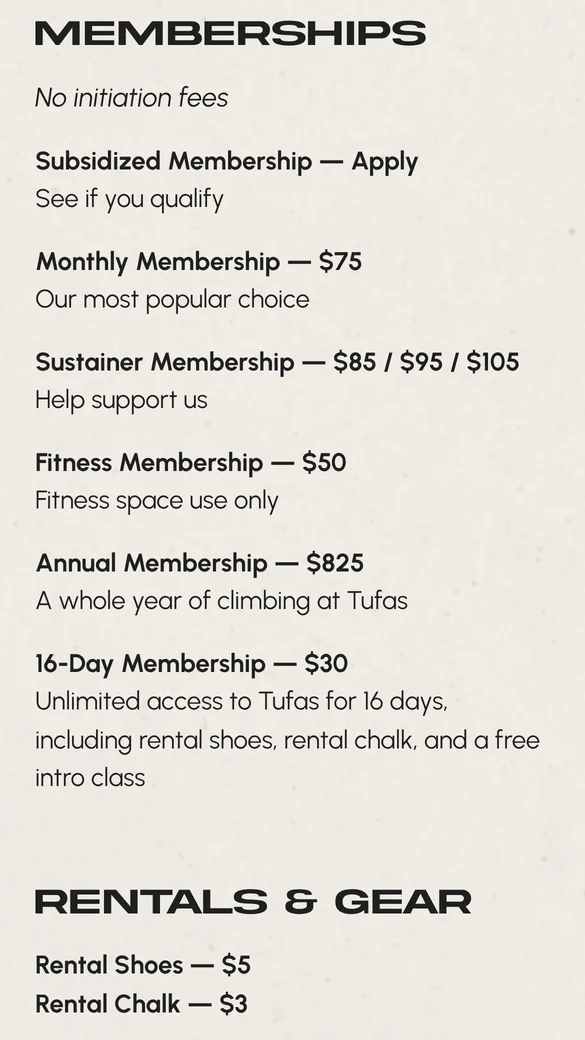 MEMBERSHIPS
No initiation fees
Subsidized Membership — Apply
See if you qualify
Monthly Membership — $75
Our most popular choice
Sustainer Membership — $85 / $95 / $105
Help support us
Fitness Membership — $50
Fitness space use only
Annual Membership — $825
A whole year of climbing at Tufas
16-Day Membership — $30
Unlimited access to Tufas for 16 days,
including rental shoes, rental chalk, and a free
intro class
RENTALS & GEAR
Rental Shoes — $5
Rental Chalk — $3